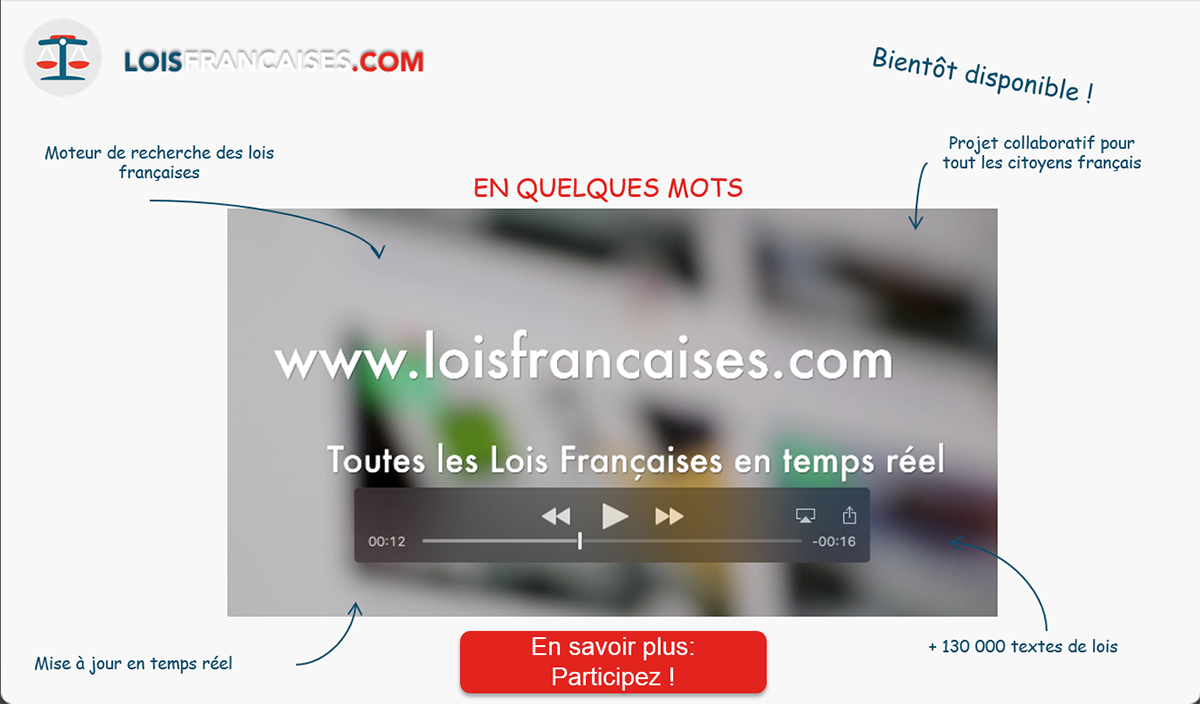 LOISFRANCAISES.COM
Bientôt disponible !
Moteur de recherche des lois
françaises
Projet collaboratif pour
tout les citoyens français
EN QUELQUES MOTS
www.loisfrancaises.com
Toutes les Lois Françaises en temps réel
00:12
-00:16
Mise à jour en temps réel
+ 130 000 textes de lois
En savoir plus:
Participez !